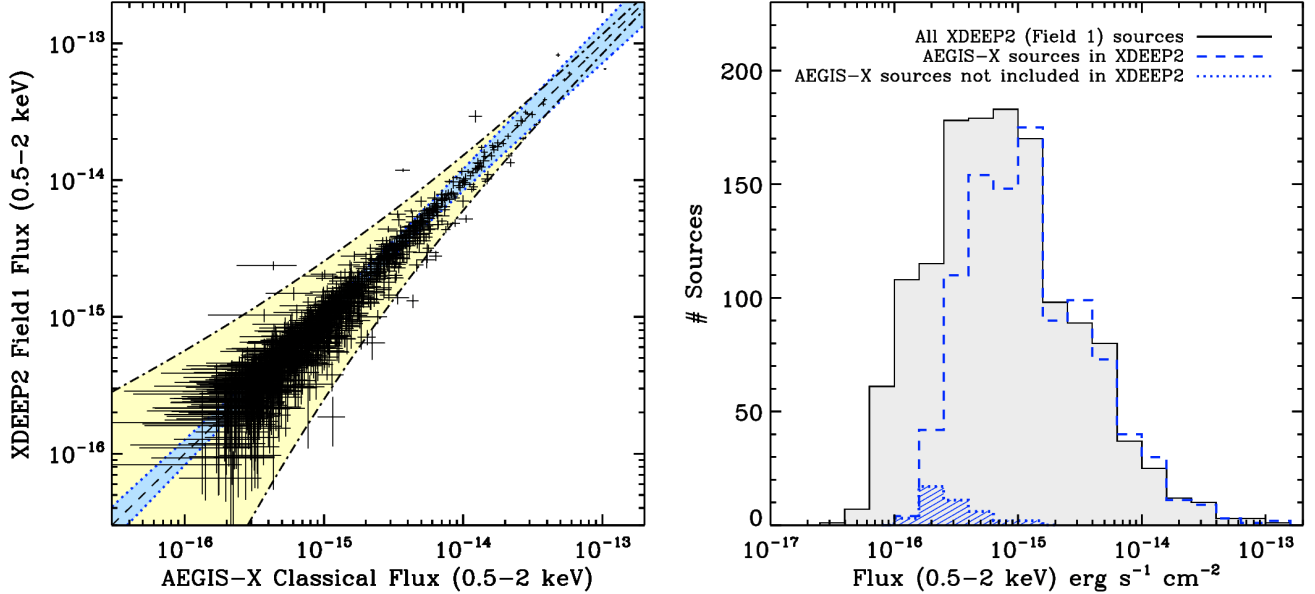 XDEEP2 Field1 Flux (0.5−2 keV)
10⁻¹³
10⁻¹⁴
10⁻¹⁵
10⁻¹⁶
10⁻¹⁶ 10⁻¹⁵ 10⁻¹⁴ 10⁻¹³
AEGIS−X Classical Flux (0.5−2 keV)
All XDEEP2 (Field 1) sources
AEGIS−X sources in XDEEP2
AEGIS−X sources not included in XDEEP2
# Sources
200
150
100
50
0
10⁻¹⁷ 10⁻¹⁶ 10⁻¹⁵ 10⁻¹⁴ 10⁻¹³
Flux (0.5−2 keV) erg s⁻¹ cm⁻²